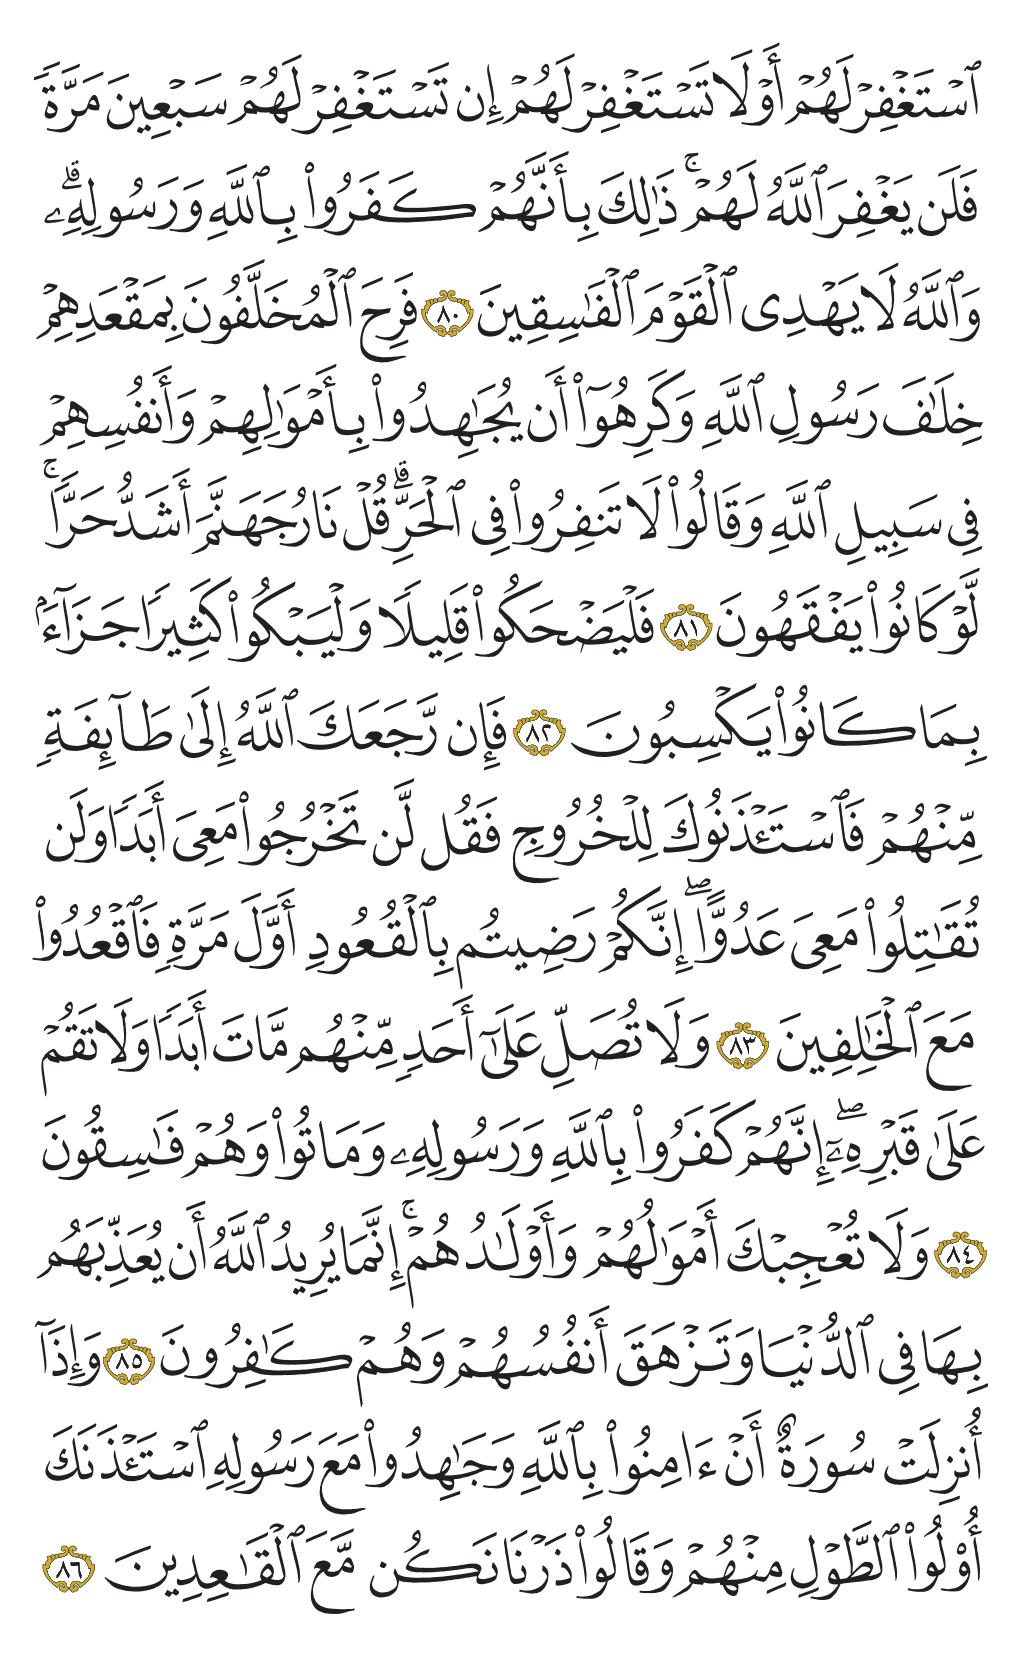 ٱسۡتَغۡفِرۡ لَهُمۡ أَوۡ لَا تَسۡتَغۡفِرۡ لَهُمۡ إِن تَسۡتَغۡفِرۡ لَهُمۡ سَبۡعِينَ مَرَّةٗ
فَلَن يَغۡفِرَ ٱللَّهُ لَهُمۡۚ ذَٰلِكَ بِأَنَّهُمۡ كَفَرُواْ بِٱللَّهِ وَرَسُولِهِۦۗ
وَٱللَّهُ لَا يَهۡدِي ٱلۡقَوۡمَ ٱلۡفَٰسِقِينَ ٨٠ فَرِحَ ٱلۡمُخَلَّفُونَ بِمَقۡعَدِهِمۡ
خِلَٰفَ رَسُولِ ٱللَّهِ وَكَرِهُوٓاْ أَن يُجَٰهِدُواْ بِأَمۡوَٰلِهِمۡ وَأَنفُسِهِمۡ
فِي سَبِيلِ ٱللَّهِ وَقَالُواْ لَا تَنفِرُواْ فِي ٱلۡحَرِّۗ قُلۡ نَارُ جَهَنَّمَ أَشَدُّ حَرّٗاۚ
لَّوۡ كَانُواْ يَفۡقَهُونَ ٨١ فَلۡيَضۡحَكُواْ قَلِيلٗا وَلۡيَبۡكُواْ كَثِيرٗا جَزَآءَۢ
بِمَا كَانُواْ يَكۡسِبُونَ ٨٢ فَإِن رَّجَعَكَ ٱللَّهُ إِلَىٰ طَآئِفَةٖ
مِّنۡهُمۡ فَٱسۡتَـٔۡذَنُوكَ لِلۡخُرُوجِ فَقُل لَّن تَخۡرُجُواْ مَعِيَ أَبَدٗا وَلَن
تُقَٰتِلُواْ مَعِيَ عَدُوًّاۖ إِنَّكُمۡ رَضِيتُم بِٱلۡقُعُودِ أَوَّلَ مَرَّةٖ فَٱقۡعُدُواْ
مَعَ ٱلۡخَٰلِفِينَ ٨٣ وَلَا تُصَلِّ عَلَىٰٓ أَحَدٖ مِّنۡهُم مَّاتَ أَبَدٗا وَلَا تَقُمۡ
عَلَىٰ قَبۡرِهِۦٓۖ إِنَّهُمۡ كَفَرُواْ بِٱللَّهِ وَرَسُولِهِۦ وَمَاتُواْ وَهُمۡ فَٰسِقُونَ
٨٤ وَلَا تُعۡجِبۡكَ أَمۡوَٰلُهُمۡ وَأَوۡلَٰدُهُمۡۚ إِنَّمَا يُرِيدُ ٱللَّهُ أَن يُعَذِّبَهُم
بِهَا فِي ٱلدُّنۡيَا وَتَزۡهَقَ أَنفُسُهُمۡ وَهُمۡ كَٰفِرُونَ ٨٥ وَإِذَآ
أُنزِلَتۡ سُورَةٌ أَنۡ ءَامِنُواْ بِٱللَّهِ وَجَٰهِدُواْ مَعَ رَسُولِهِ ٱسۡتَـٔۡذَنَكَ
أُوْلُواْ ٱلطَّوۡلِ مِنۡهُمۡ وَقَالُواْ ذَرۡنَا نَكُن مَّعَ ٱلۡقَٰعِدِينَ ٨٦